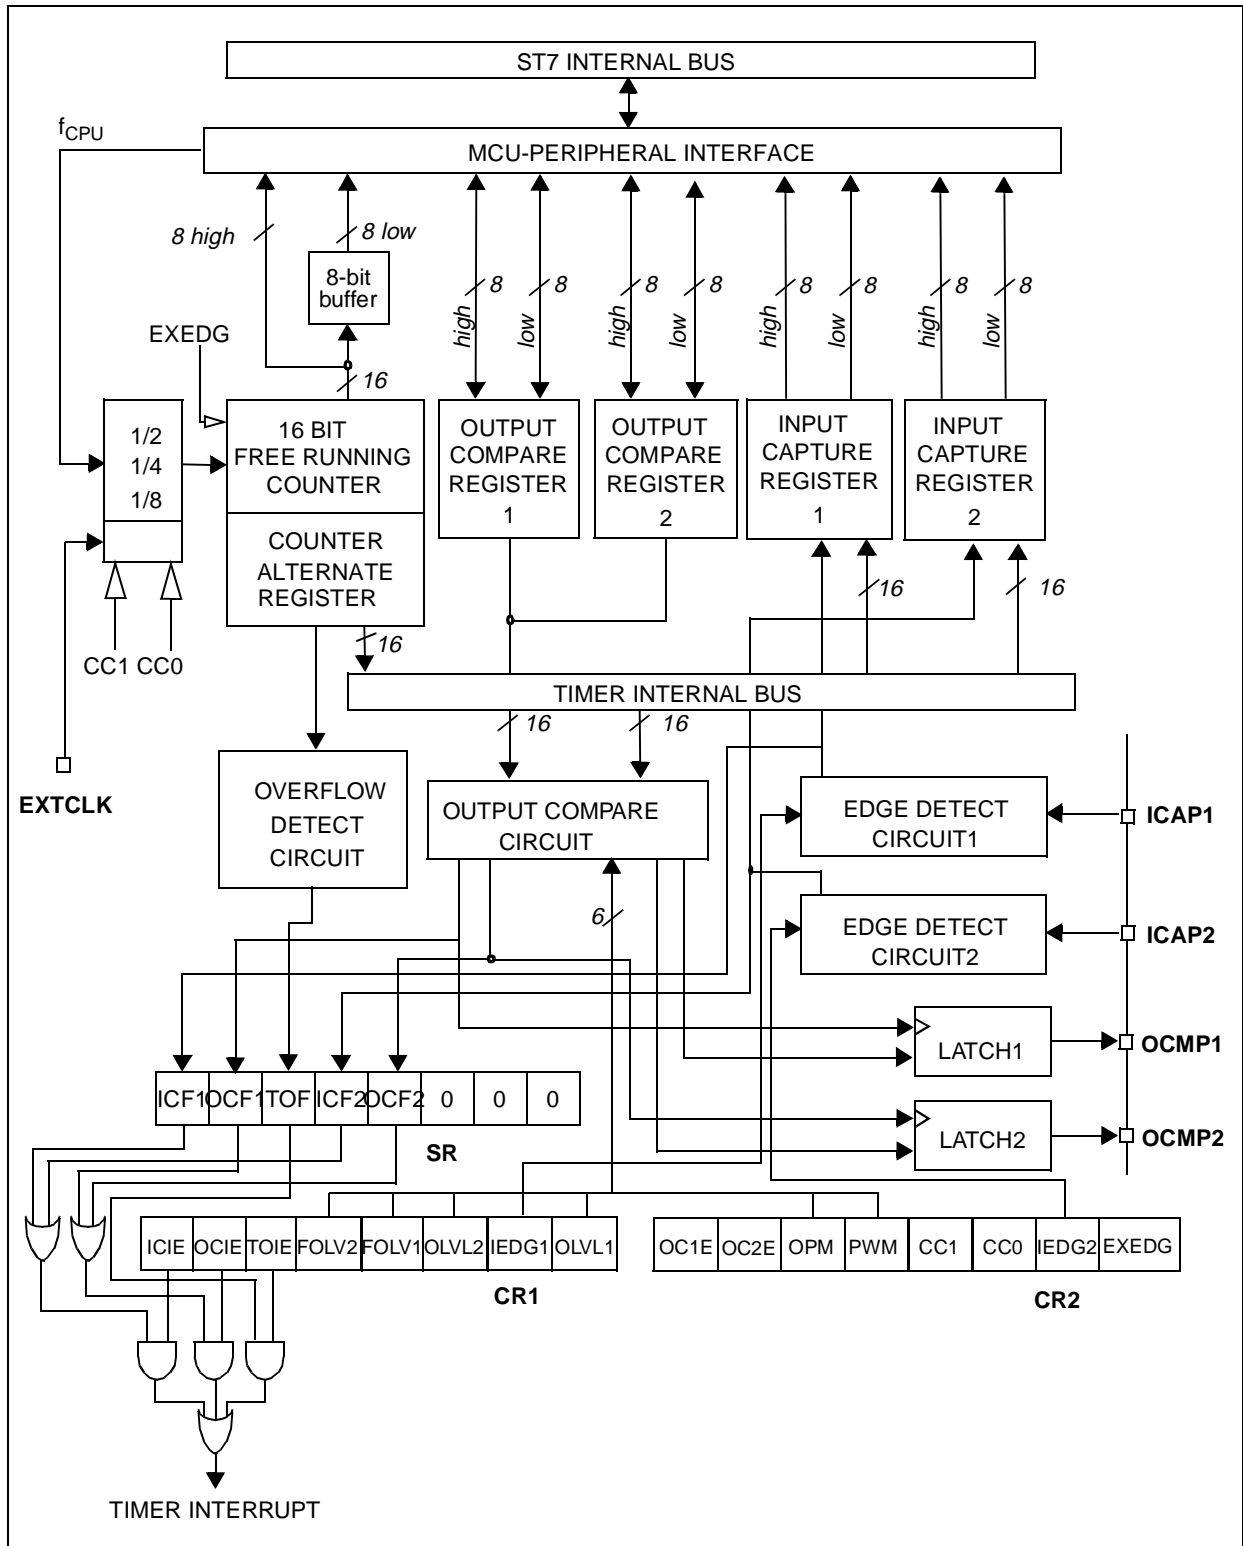 ST7 INTERNAL BUS
fCPU
MCU-PERIPHERAL INTERFACE
8 high
8 low
8-bit
buffer
high
8
low
8
high
8
low
8
high
8
low
8
high
8
low
8
EXEDG
16
1/2
1/4
1/8
16 BIT
FREE RUNNING
COUNTER
OUTPUT
COMPARE
REGISTER
1
OUTPUT
COMPARE
REGISTER
2
INPUT
CAPTURE
REGISTER
1
INPUT
CAPTURE
REGISTER
2
COUNTER
ALTERNATE
REGISTER
16
16
16
CC1 CC0
TIMER INTERNAL BUS
16
16
EXTCLK
OVERFLOW
DETECT
CIRCUIT
OUTPUT COMPARE
CIRCUIT
EDGE DETECT
CIRCUIT1
ICAP1
6
EDGE DETECT
CIRCUIT2
ICAP2
LATCH1
OCMP1
ICF1 OCF1 TOF ICF2 OCF2 0 0 0
SR
LATCH2
OCMP2
ICIE OCIE TOIE FOLV2 FOLV1 OLVL2 IEDG1 OLVL1
CR1
OC1E OC2E OPM PWM CC1 CC0 IEDG2 EXEDG
CR2
TIMER INTERRUPT